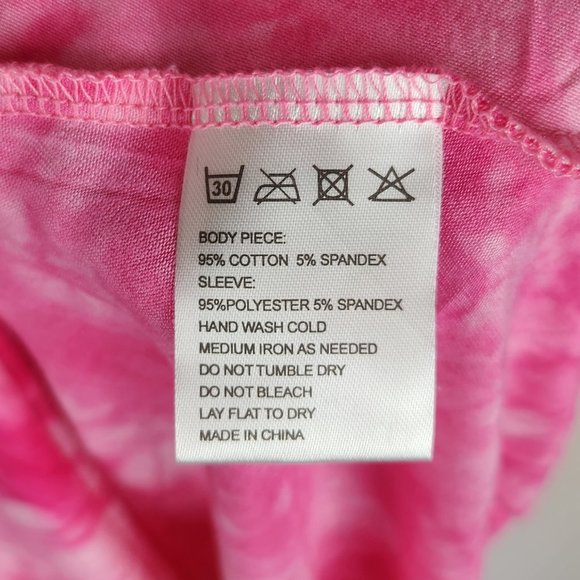 30
BODY PIECE:
95% COTTON 5% SPANDEX
SLEEVE:
95%POLYESTER 5% SPANDEX
HAND WASH COLD
MEDIUM IRON AS NEEDED
DO NOT TUMBLE DRY
DO NOT BLEACH
LAY FLAT TO DRY
MADE IN CHINA